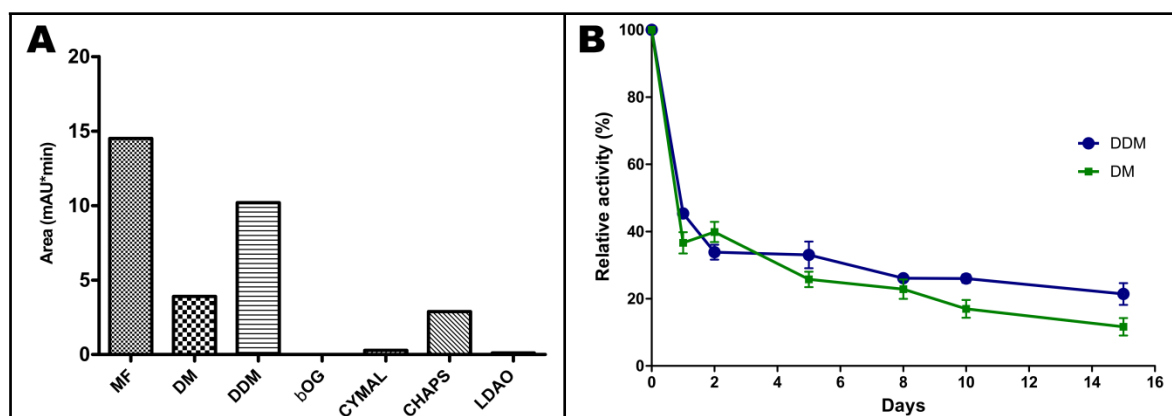 A
Area (mAU*min)
20
15
10
5
0
MF
DM
DDM
bOG
CYMAL
CHAPS
LDAO
B
Relative activity (%)
100
80
60
40
20
0
0 2 4 6 8 10 12 14 16
Days
DDM
DM